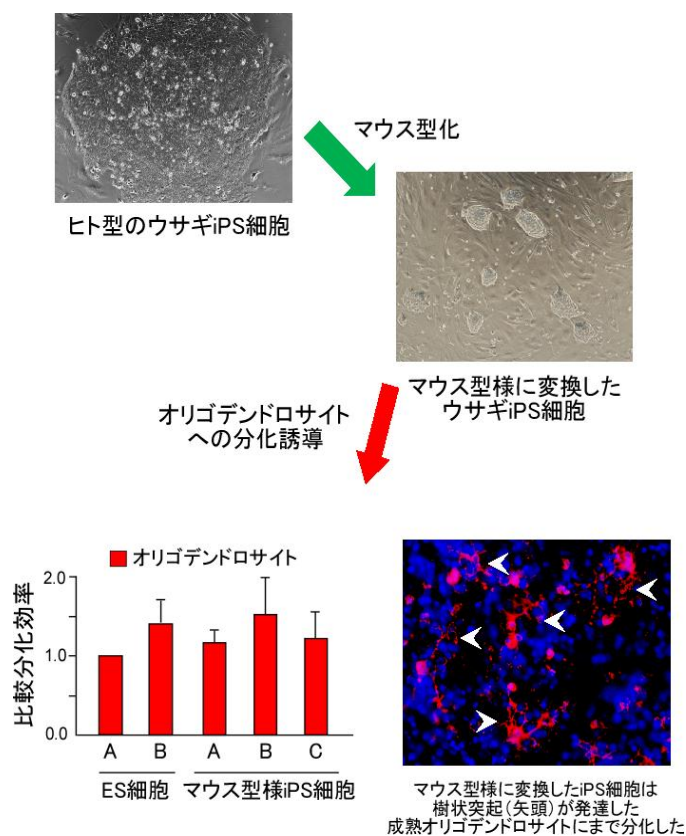 マウス型化
ヒト型のウサギiPS細胞
マウス型様に変換した
ウサギiPS細胞
オリゴデンドロサイト
への分化誘導
オリゴデンドロサイト
比較分化効率
2.0
1.0
0.0
A B A B C
ES細胞 マウス型様iPS細胞
マウス型様に変換したiPS細胞は
樹状突起(矢頭)が発達した
成熟オリゴデンドロサイトにまで分化した